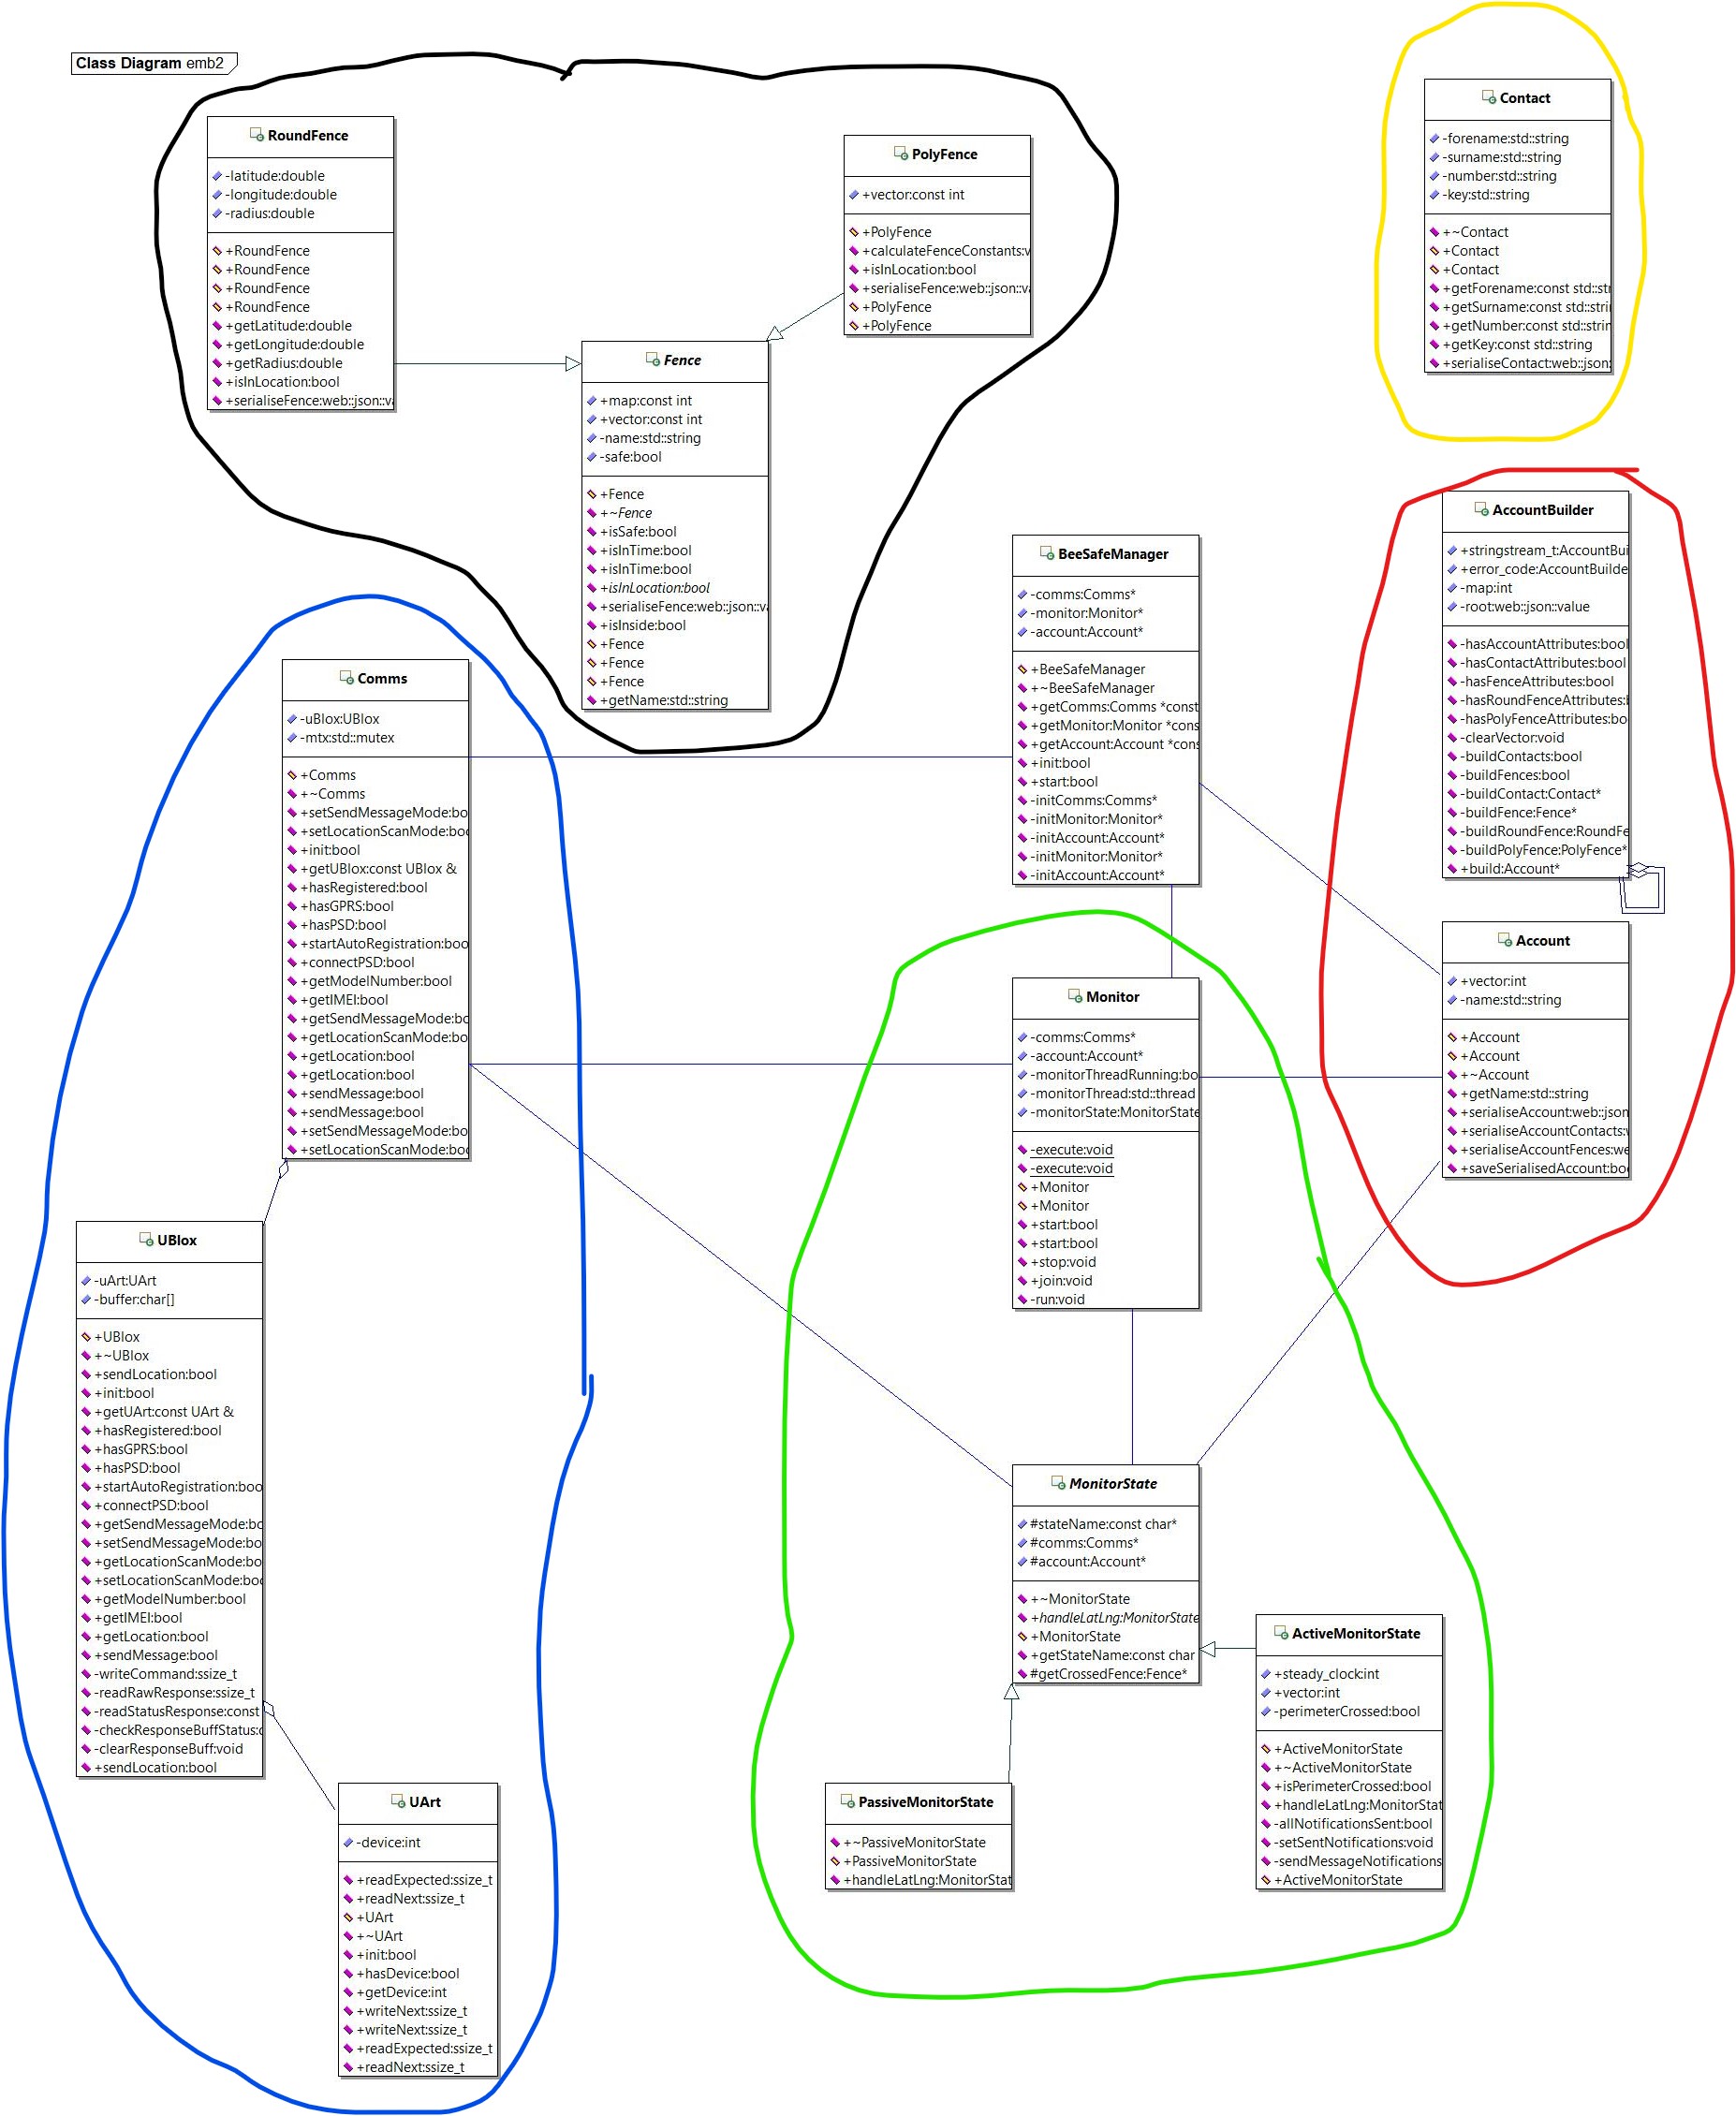 Class Diagram emb2
RoundFence
-latitude:double
-longitude:double
-radius:double
+RoundFence
+RoundFence
+RoundFence
+RoundFence
+getLatitude:double
+getLongitude:double
+getRadius:double
+isInLocation:bool
+serialiseFence:web::json::va
PolyFence
+vector:const int
+PolyFence
+calculateFenceConstants:v
+isInLocation:bool
+serialiseFence:web::json::va
+PolyFence
+PolyFence
Fence
+map:const int
+vector:const int
-name:std::string
-safe:bool
+Fence
+~Fence
+isSafe:bool
+isInTime:bool
+isInTime:bool
+isInLocation:bool
+serialiseFence:web::json::va
+isInside:bool
+Fence
+Fence
+Fence
+getName:std::string
Contact
-forename:std::string
-surname:std::string
-number:std::string
-key:std::string
+~Contact
+Contact
+Contact
+getForename:const std::str
+getSurname:const std::strin
+getNumber:const std::strin
+getKey:const std::string
+serialiseContact:web::json:
AccountBuilder
+stringstream_t:AccountBui
+error_code:AccountBuilde
-map:int
-root:web::json::value
-hasAccountAttributes:bool
-hasContactAttributes:bool
-hasFenceAttributes:bool
-hasRoundFenceAttributes:b
-hasPolyFenceAttributes:bo
-clearVector:void
-buildContacts:bool
-buildFences:bool
-buildContact:Contact*
-buildFence:Fence*
-buildRoundFence:RoundFe
-buildPolyFence:PolyFence*
+build:Account*
BeeSafeManager
-comms:Comms*
-monitor:Monitor*
-account:Account*
+BeeSafeManager
+~BeeSafeManager
+getComms:Comms *const
+getMonitor:Monitor *cons
+getAccount:Account *cons
+init:bool
+start:bool
-initComms:Comms*
-initMonitor:Monitor*
-initAccount:Account*
-initMonitor:Monitor*
-initAccount:Account*
Comms
-uBlox:UBlox
-mtx:std::mutex
+Comms
+~Comms
+setSendMessageMode:bo
+setLocationScanMode:boo
+init:bool
+getUBlox:const UBlox &
+hasRegistered:bool
+hasGPRS:bool
+hasPSD:bool
+startAutoRegistration:boo
+connectPSD:bool
+getModelNumber:bool
+getIMEI:bool
+getSendMessageMode:bo
+getLocationScanMode:bo
+getLocation:bool
+getLocation:bool
+sendMessage:bool
+sendMessage:bool
+setSendMessageMode:bo
+setLocationScanMode:boo
Account
+vector:int
-name:std::string
+Account
+Account
+~Account
+getName:std::string
+serialiseAccount:web::json
+serialiseAccountContacts:w
+serialiseAccountFences:we
+saveSerialisedAccount:boo
Monitor
-comms:Comms*
-account:Account*
-monitorThreadRunning:bo
-monitorThread:std::thread
-monitorState:MonitorState
-execute:void
-execute:void
+Monitor
+Monitor
+start:bool
+start:bool
+stop:void
+join:void
-run:void
UBlox
-uArt:UArt
-buffer:char[]
+UBlox
+~UBlox
+sendLocation:bool
+init:bool
+getUArt:const UArt &
+hasRegistered:bool
+hasGPRS:bool
+hasPSD:bool
+startAutoRegistration:boo
+connectPSD:bool
+getSendMessageMode:bo
+setSendMessageMode:bo
+getLocationScanMode:bo
+setLocationScanMode:boo
+getModelNumber:bool
+getIMEI:bool
+getLocation:bool
+sendMessage:bool
-writeCommand:ssize_t
-readRawResponse:ssize_t
-readStatusResponse:const
-checkResponseBuffStatus:c
-clearResponseBuff:void
+sendLocation:bool
MonitorState
#stateName:const char*
#comms:Comms*
#account:Account*
+~MonitorState
+handleLatLng:MonitorState
+MonitorState
+getStateName:const char
#getCrossedFence:Fence*
ActiveMonitorState
+steady_clock:int
+vector:int
-perimeterCrossed:bool
+ActiveMonitorState
+~ActiveMonitorState
+isPerimeterCrossed:bool
+handleLatLng:MonitorStat
-allNotificationsSent:bool
-setSentNotifications:void
-sendMessageNotifications
+ActiveMonitorState
PassiveMonitorState
+~PassiveMonitorState
+PassiveMonitorState
+handleLatLng:MonitorStat
UArt
-device:int
+readExpected:ssize_t
+readNext:ssize_t
+UArt
+~UArt
+init:bool
+hasDevice:bool
+getDevice:int
+writeNext:ssize_t
+writeNext:ssize_t
+readExpected:ssize_t
+readNext:ssize_t